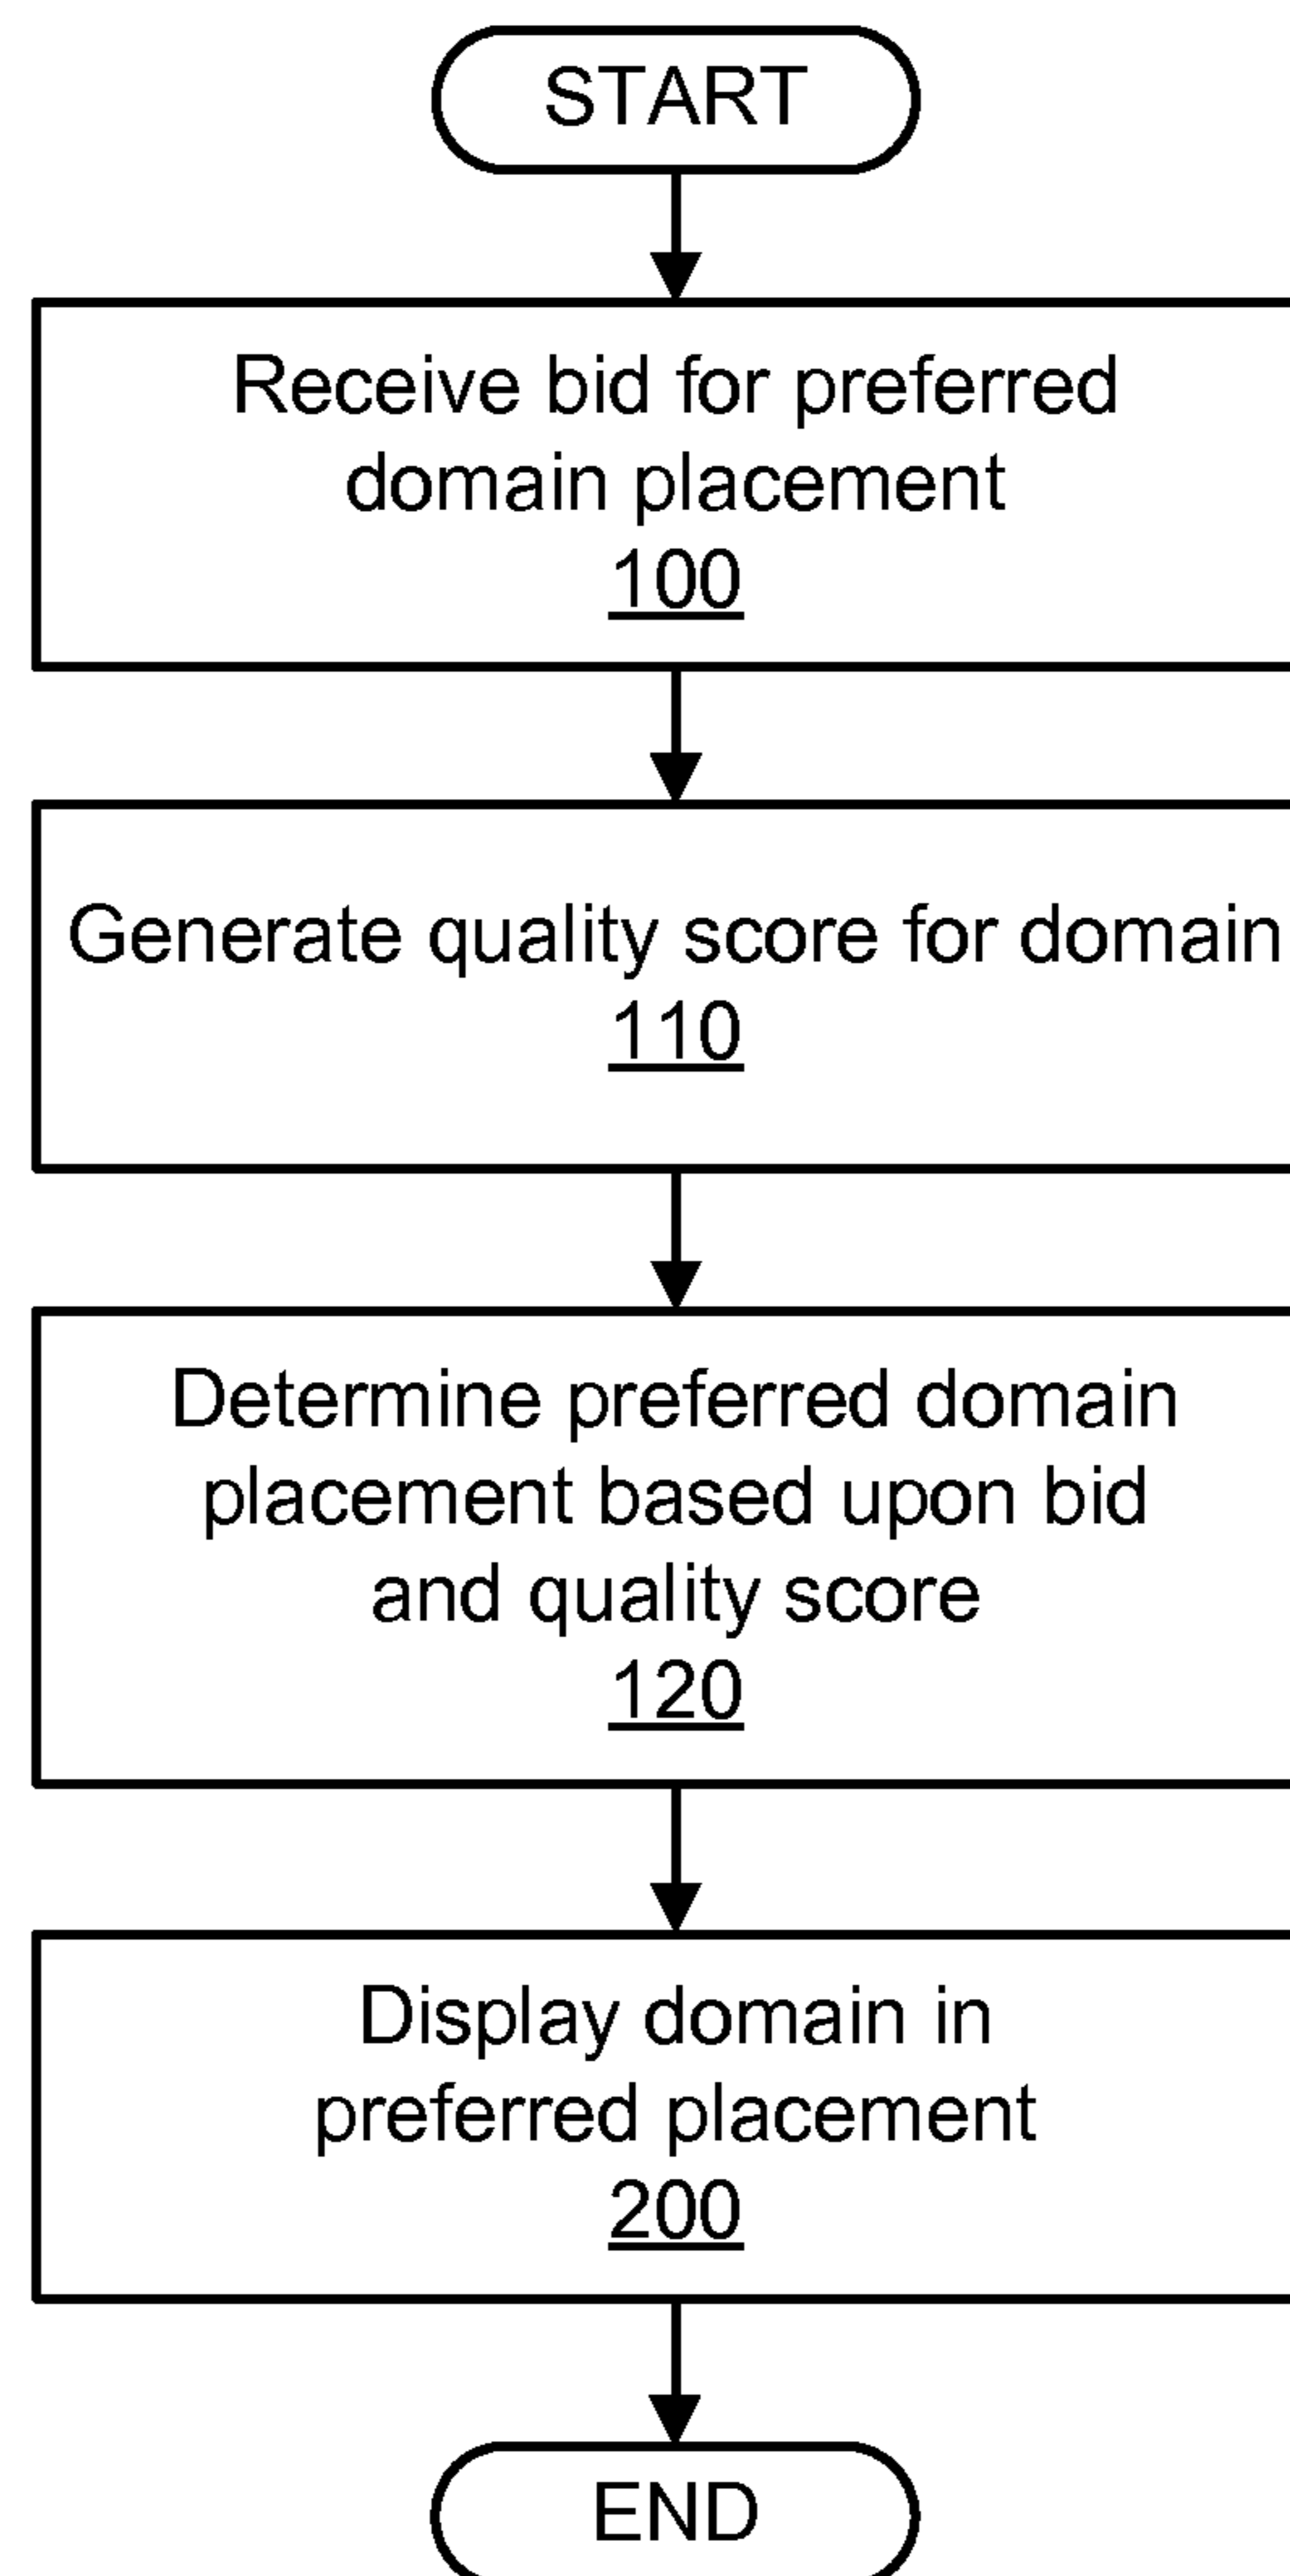 START
Receive bid for preferred
domain placement
100
Generate quality score for domain
110
Determine preferred domain
placement based upon bid
and quality score
120
Display domain in
preferred placement
200
END